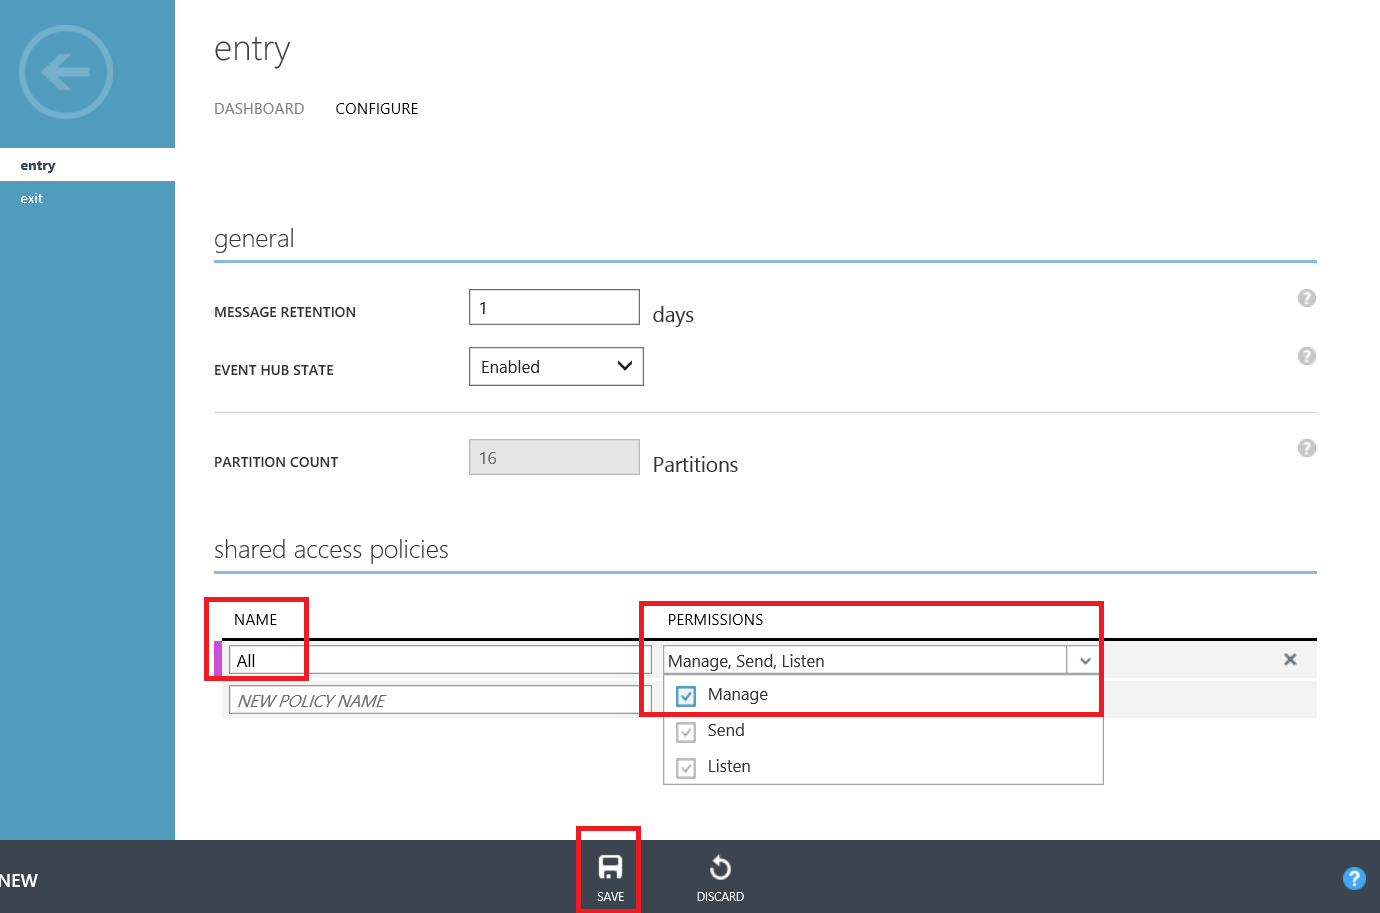 entry
DASHBOARD CONFIGURE
entry
exit
general
MESSAGE RETENTION 1 days ?
EVENT HUB STATE Enabled ?
PARTITION COUNT 16 Partitions ?
shared access policies
NAME PERMISSIONS
All Manage, Send, Listen
NEW POLICY NAME Manage
Send
Listen
NEW SAVE DISCARD ?